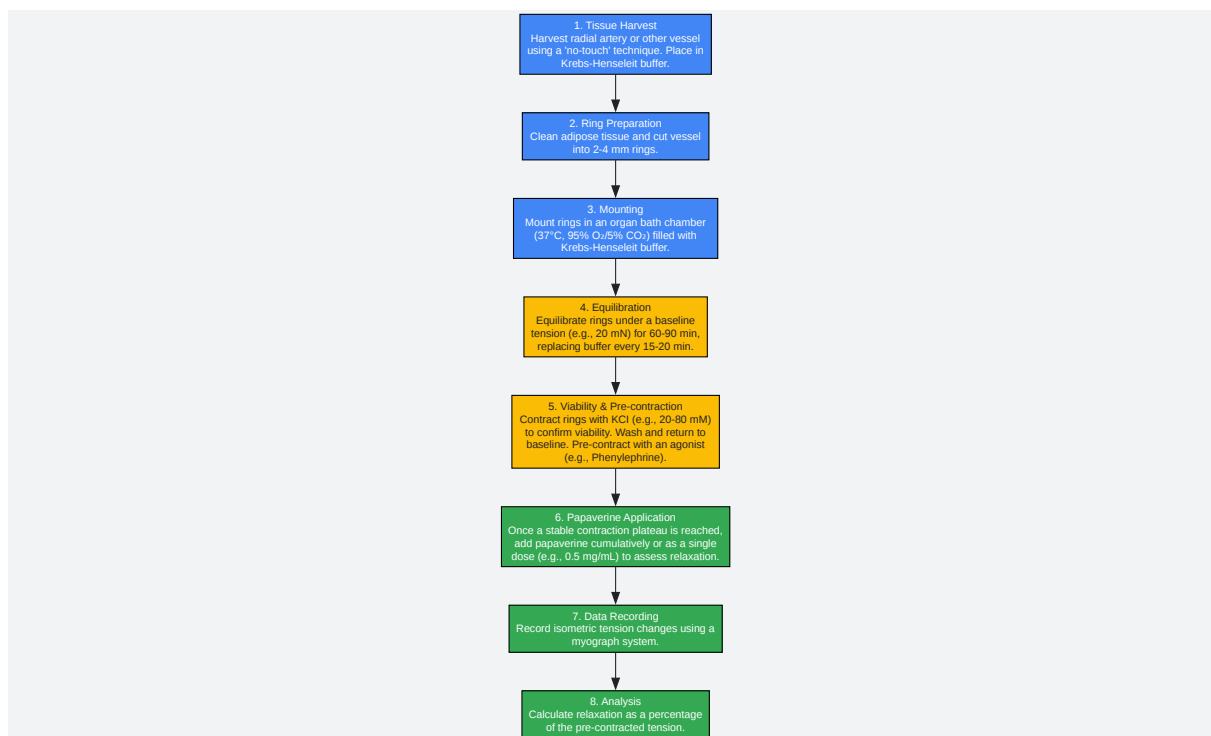 1. Tissue Harvest
Harvest radial artery or other vessel
using a 'no-touch' technique. Place in
Krebs-Henseleit buffer.
2. Ring Preparation
Clean adipose tissue and cut vessel
into 2-4 mm rings.
3. Mounting
Mount rings in an organ bath chamber
(37°C, 95% O₂/5% CO₂) filled with
Krebs-Henseleit buffer.
4. Equilibration
Equilibrate rings under a baseline
tension (e.g., 20 mN) for 60-90 min,
replacing buffer every 15-20 min.
5. Viability & Pre-contraction
Contract rings with KCl (e.g., 20-80 mM)
to confirm viability. Wash and return to
baseline. Pre-contract with an agonist
(e.g., Phenylephrine).
6. Papaverine Application
Once a stable contraction plateau is reached,
add papaverine cumulatively or as a single
dose (e.g., 0.5 mg/mL) to assess relaxation.
7. Data Recording
Record isometric tension changes using a
myograph system.
8. Analysis
Calculate relaxation as a percentage
of the pre-contracted tension.